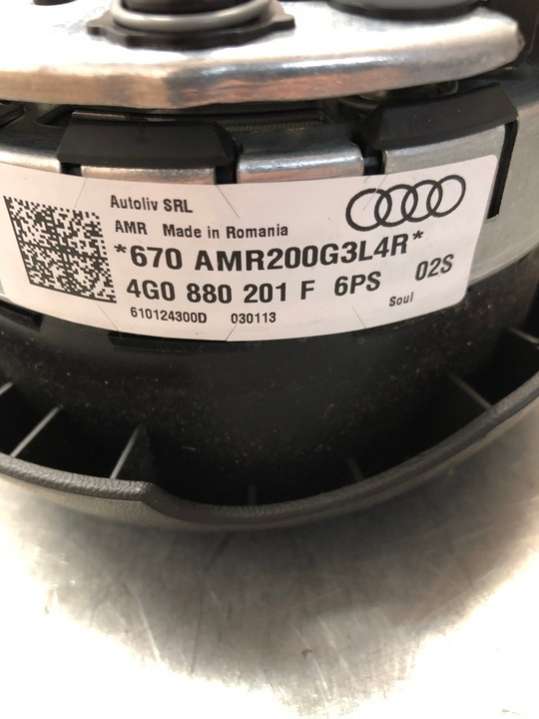 Autoliv SRL
AMR Made in Romania
*670 AMR200G3L4R*
4G0 880 201 F 6PS 02S
610124300D 030113 Soul